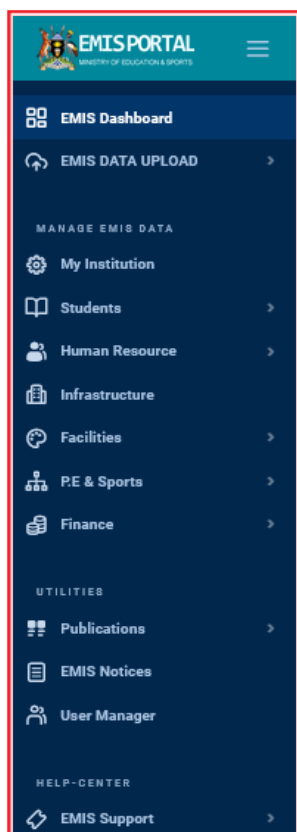 EMIS PORTAL
MINISTRY OF EDUCATION & SPORTS
EMIS Dashboard
EMIS DATA UPLOAD
MANAGE EMIS DATA
My Institution
Students
Human Resource
Infrastructure
Facilities
P.E & Sports
Finance
UTILITIES
Publications
EMIS Notices
User Manager
HELP-CENTER
EMIS Support